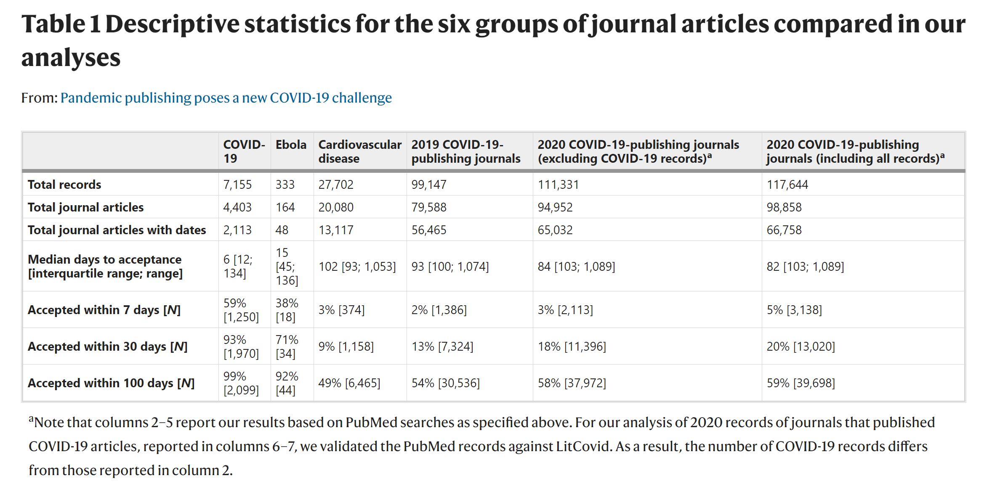 Table 1 Descriptive statistics for the six groups of journal articles compared in our
analyses
From: Pandemic publishing poses a new COVID-19 challenge
COVID-19 Ebola Cardiovascular disease 2019 COVID-19-publishing journals 2020 COVID-19-publishing journals (excluding COVID-19 records)a 2020 COVID-19-publishing journals (including all records)a
Total records 7,155 333 27,702 99,147 111,331 117,644
Total journal articles 4,403 164 20,080 79,588 94,952 98,858
Total journal articles with dates 2,113 48 13,117 56,465 65,032 66,758
Median days to acceptance [interquartile range; range] 6 [12; 134] 15 [45; 136] 102 [93; 1,053] 93 [100; 1,074] 84 [103; 1,089] 82 [103; 1,089]
Accepted within 7 days [N] 59% [1,250] 38% [18] 3% [374] 2% [1,386] 3% [2,113] 5% [3,138]
Accepted within 30 days [N] 93% [1,970] 71% [34] 9% [1,158] 13% [7,324] 18% [11,396] 20% [13,020]
Accepted within 100 days [N] 99% [2,099] 92% [44] 49% [6,465] 54% [30,536] 58% [37,972] 59% [39,698]
aNote that columns 2–5 report our results based on PubMed searches as specified above. For our analysis of 2020 records of journals that published
COVID-19 articles, reported in columns 6–7, we validated the PubMed records against LitCovid. As a result, the number of COVID-19 records differs
from those reported in column 2.